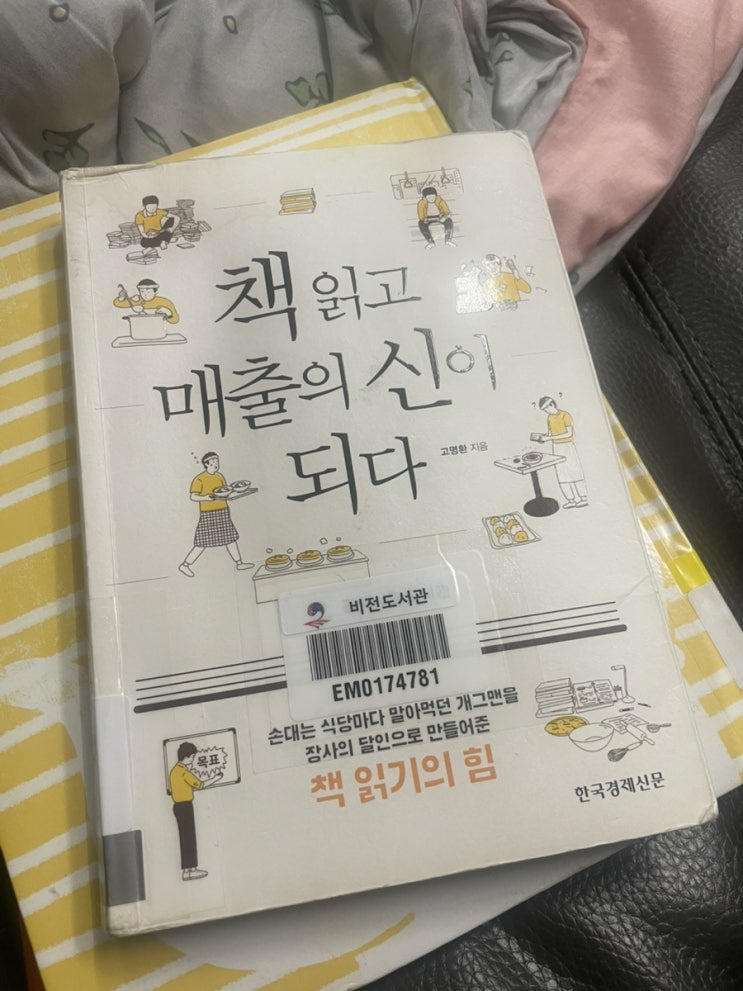 책 읽고
매출의 신이
되다
고명환 지음
비전도서관
EM0174781
손대는 식당마다 말아먹던 개그맨을
장사의 달인으로 만들어준
책 읽기의 힘
목표
한국경제신문